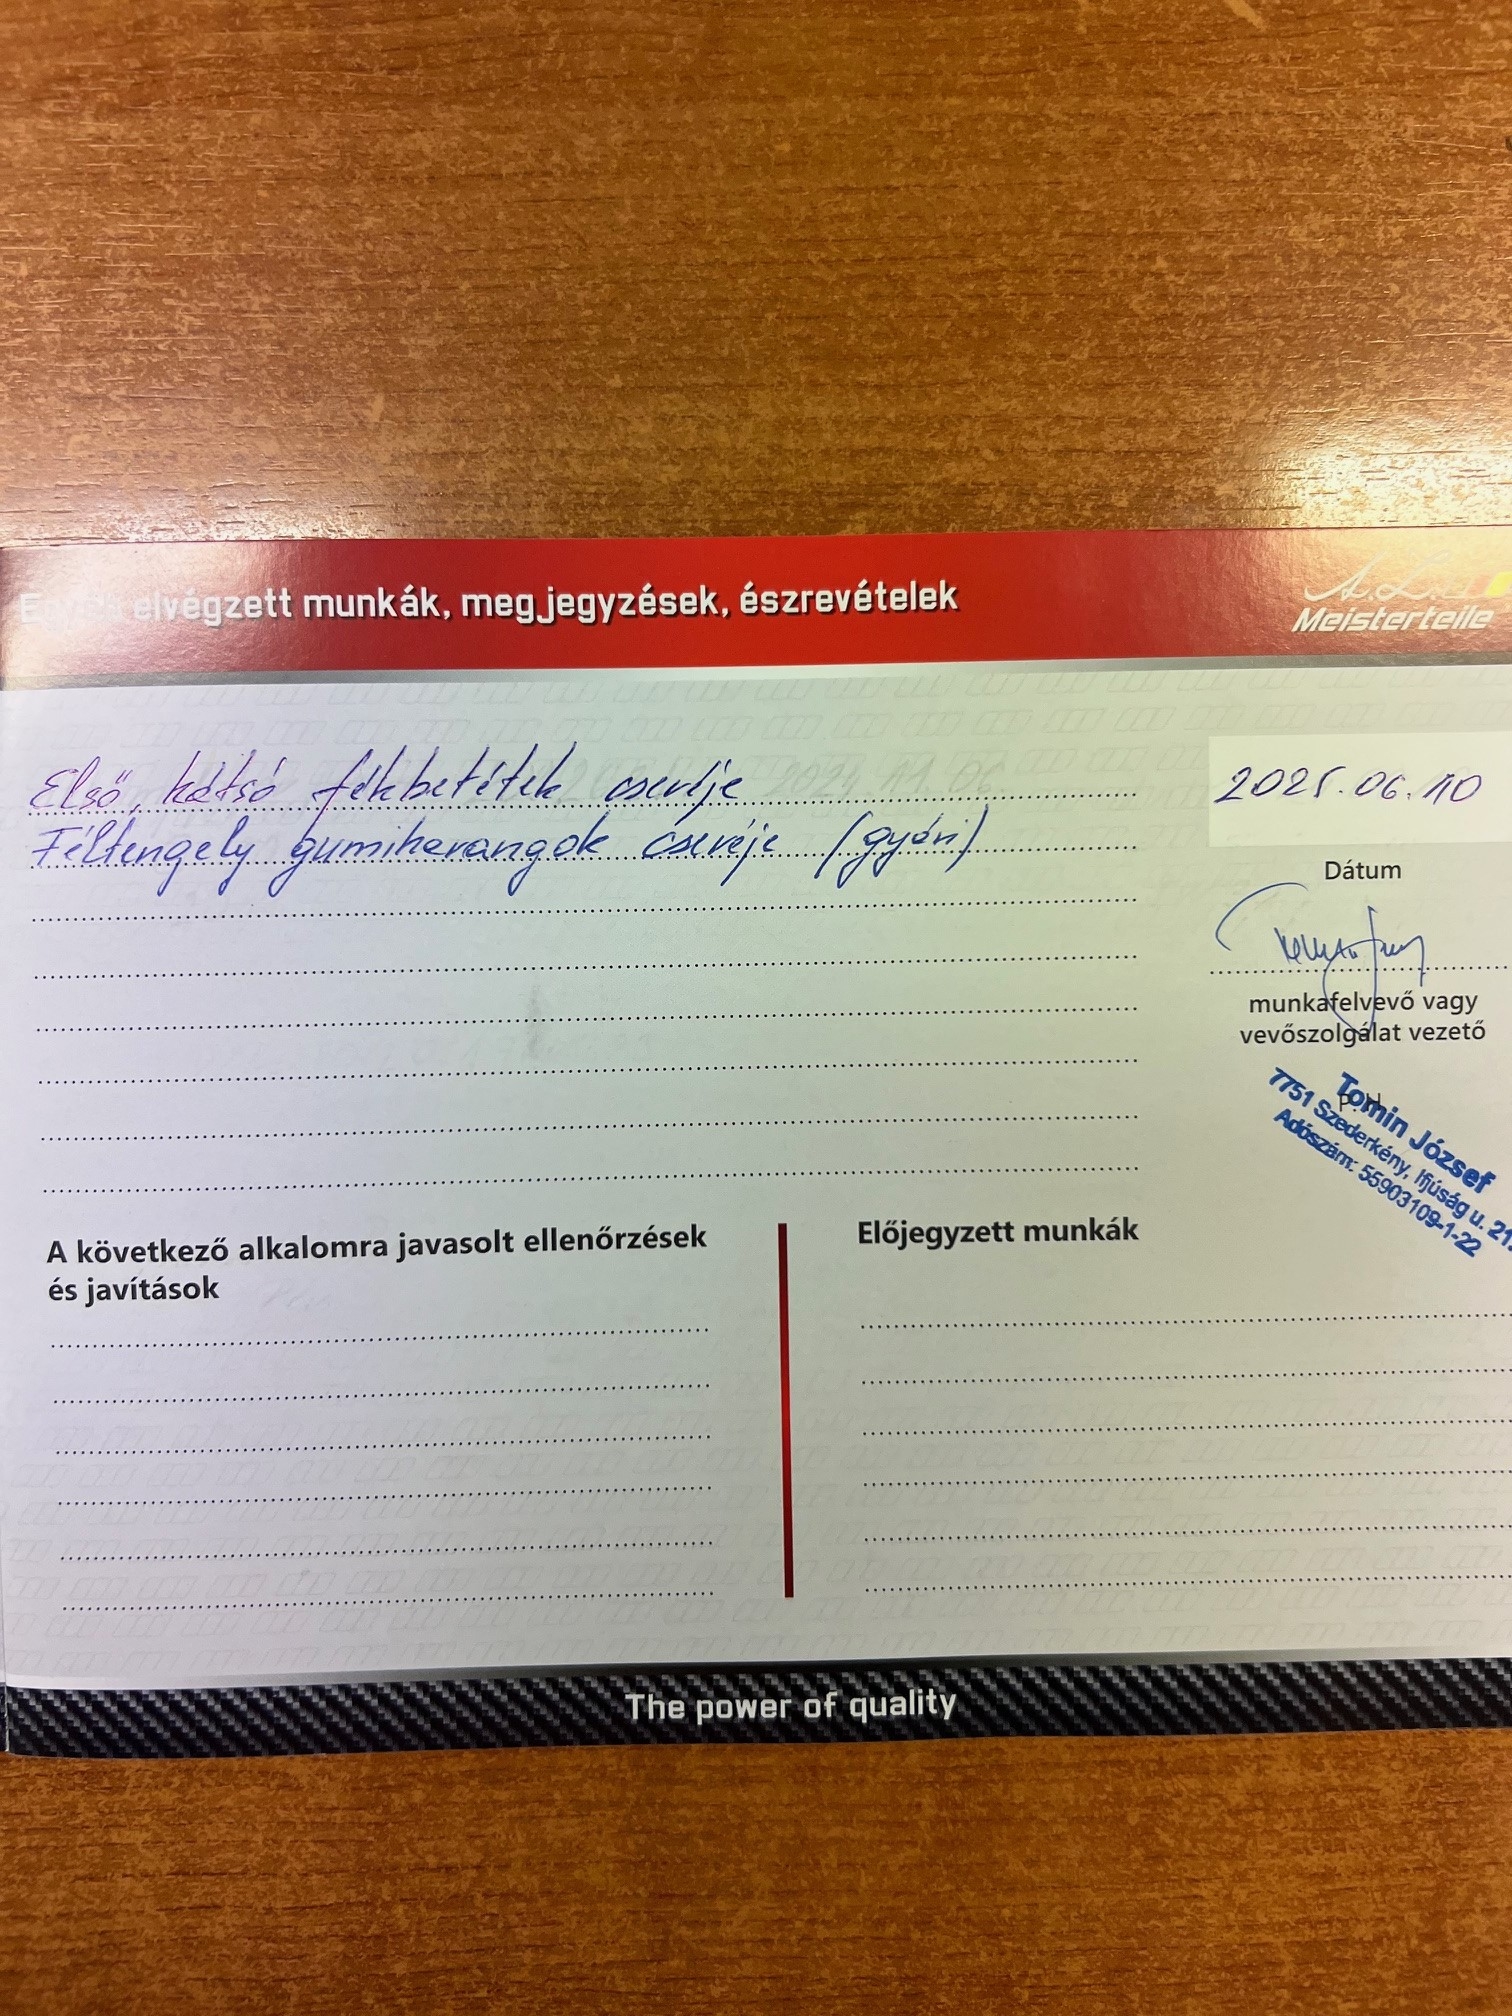 Egyéb elvégzett munkák, megjegyzések, észrevételek
A.Z.
Meisterteile
Első, hátsó fékbetétek cseréje
2025.06.10
Féltengely gumiharangok cseréje (gyári)
Dátum
munkafelvevő vagy
vevőszolgálat vezető
P.H.
Tomin József
7751 Szederkény, Ifjúság u. 21.
Adószám: 55903109-1-22
A következő alkalomra javasolt ellenőrzések
és javítások
Előjegyzett munkák
The power of quality